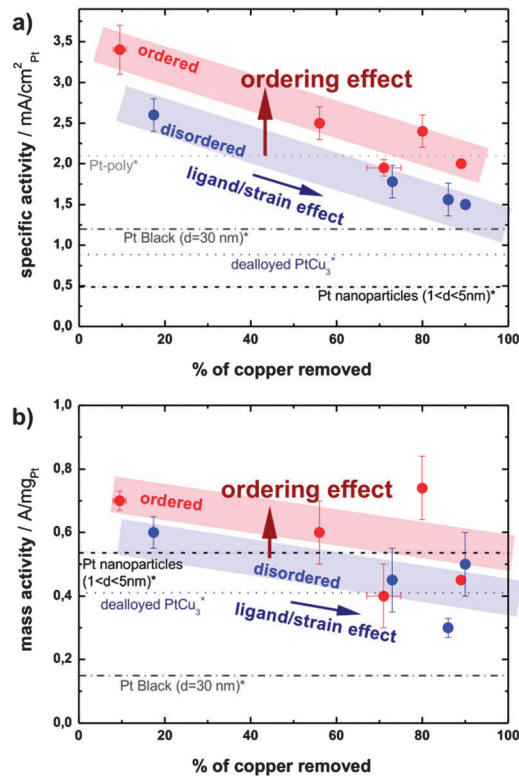 a)
4,0
3,5
3,0
2,5
2,0
1,5
1,0
0,5
0,0
specific activity / mA/cm²Pt
ordered
ordering effect
disordered
Pt-poly*
ligand/strain effect
Pt Black (d=30 nm)*
dealloyed PtCu₃*
Pt nanoparticles (1<d<5nm)*
0 20 40 60 80 100
% of copper removed
b)
1,0
0,8
0,6
0,4
0,2
0,0
mass activity / A/mgPt
ordered
ordering effect
Pt nanoparticles
(1<d<5nm)*
disordered
dealloyed PtCu₃*
ligand/strain effect
Pt Black (d=30 nm)*
0 20 40 60 80 100
% of copper removed